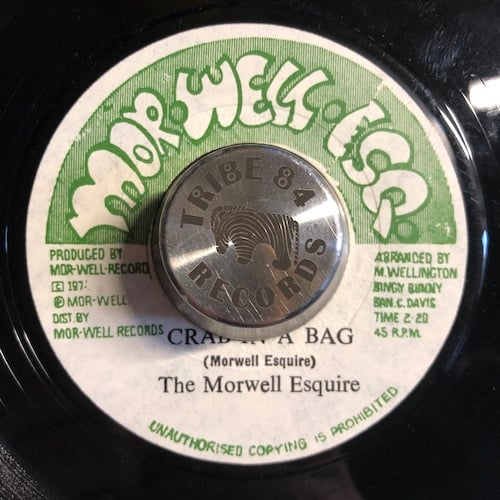 MOR·WELL·ESQ.
TRIBE 84
RECORDS
PRODUCED BY
MOR-WELL-RECORD
© 197
℗ MOR-WELL
DIST. BY
MOR-WELL RECORDS
ARRANGED BY
M. WELLINGTON
BINGY BUNNY
BAN. C. DAVIS
TIME 2·20
45 R.P.M.
CRAB IN A BAG
(Morwell Esquire)
The Morwell Esquire
UNAUTHORISED COPYING IS PROHIBITED